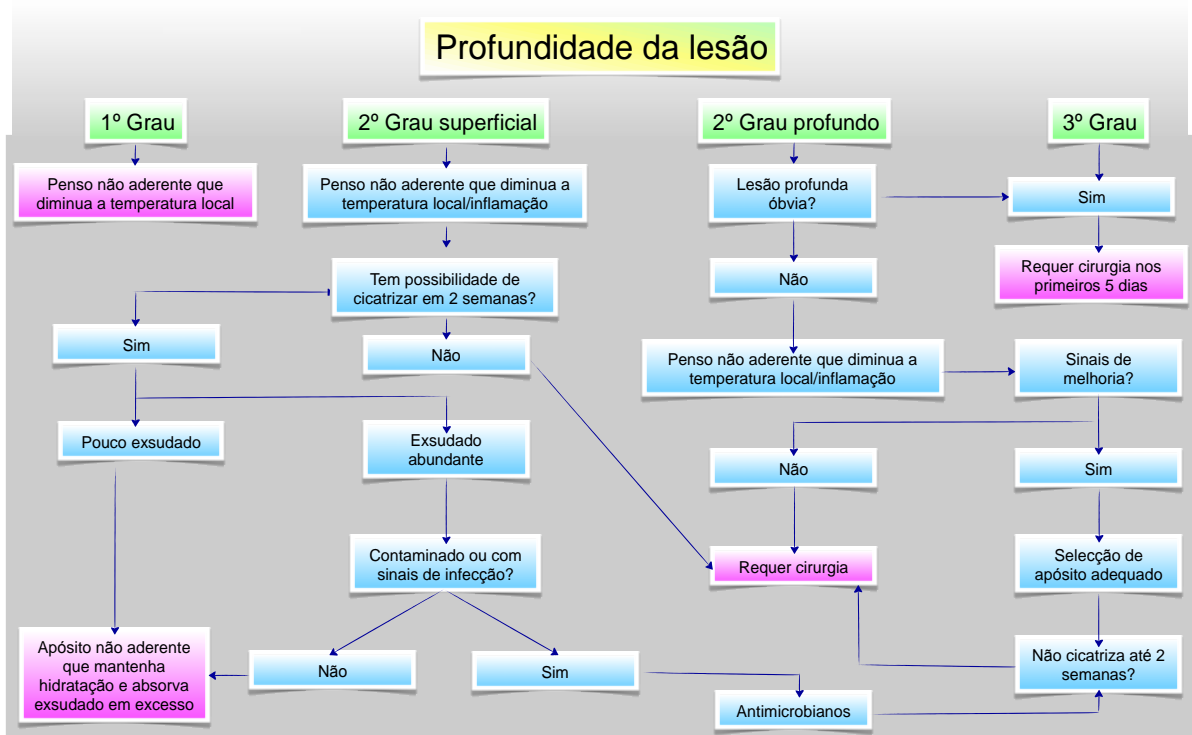 Profundidade da lesão
1º Grau
2º Grau superficial
2º Grau profundo
3º Grau
Penso não aderente que
diminua a temperatura local
Penso não aderente que diminua a
temperatura local/inflamação
Lesão profunda
óbvia?
Sim
Tem possibilidade de
cicatrizar em 2 semanas?
Não
Requer cirurgia nos
primeiros 5 dias
Sim
Não
Penso não aderente que diminua a
temperatura local/inflamação
Sinais de
melhoria?
Pouco exsudado
Exsudado
abundante
Não
Sim
Contaminado ou com
sinais de infecção?
Requer cirurgia
Selecção de
apósito adequado
Apósito não aderente
que mantenha
hidratação e absorva
exsudado em excesso
Não
Sim
Não cicatriza até 2
semanas?
Antimicrobianos